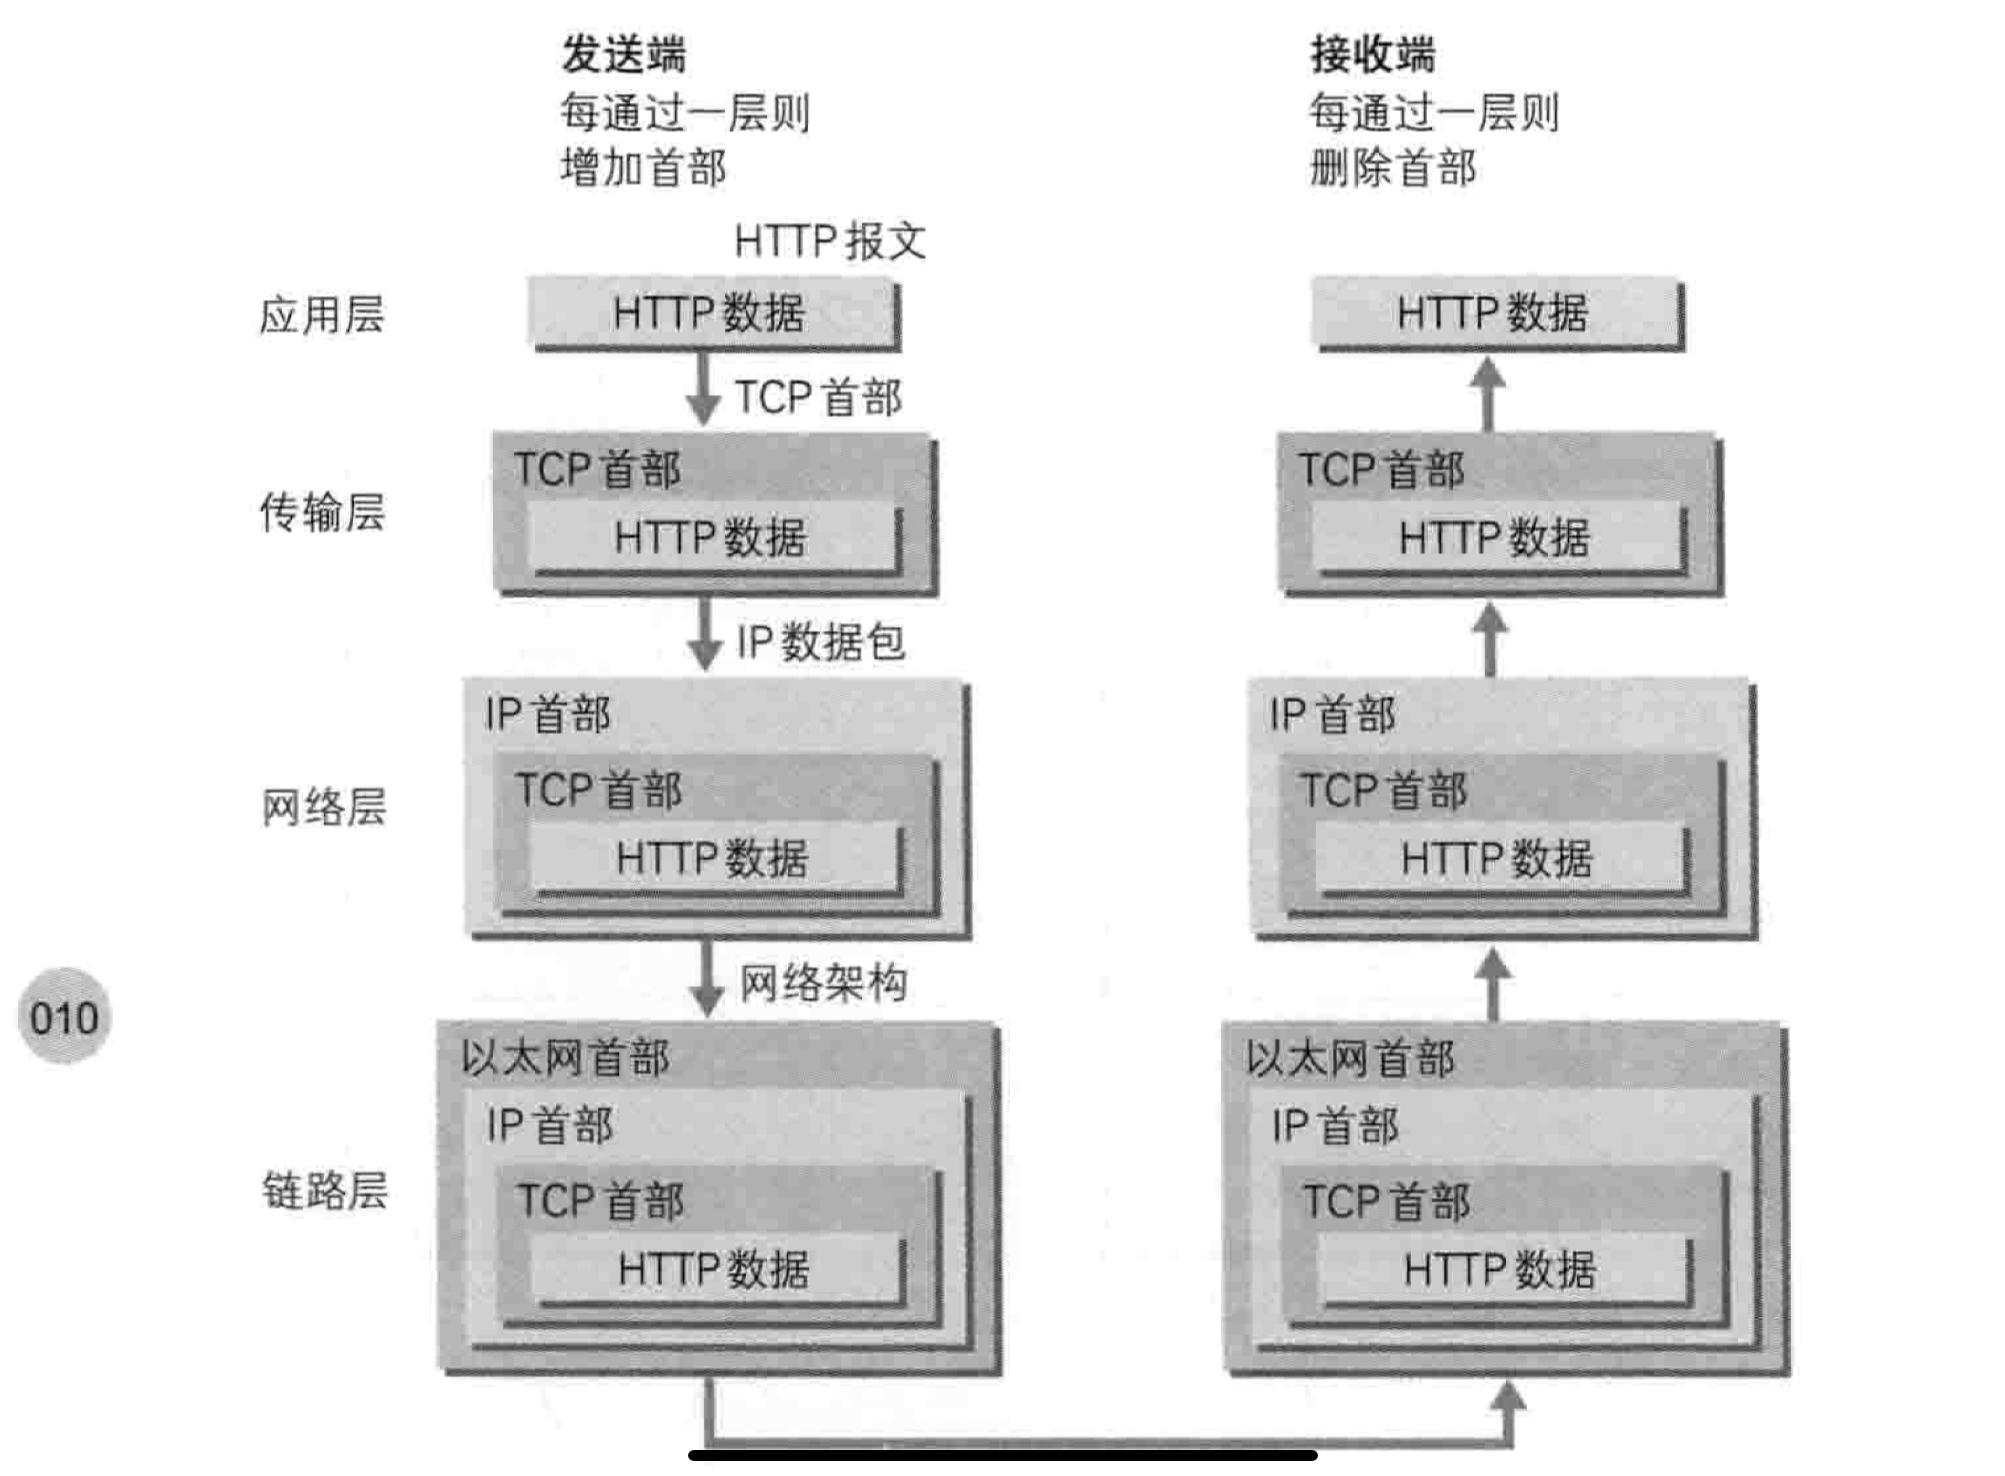 发送端
每通过一层则
增加首部
接收端
每通过一层则
删除首部
HTTP 报文
应用层
HTTP 数据
HTTP 数据
TCP 首部
传输层
TCP 首部
HTTP 数据
TCP 首部
HTTP 数据
IP 数据包
网络层
IP 首部
TCP 首部
HTTP 数据
IP 首部
TCP 首部
HTTP 数据
网络架构
010
链路层
以太网首部
IP 首部
TCP 首部
HTTP 数据
以太网首部
IP 首部
TCP 首部
HTTP 数据